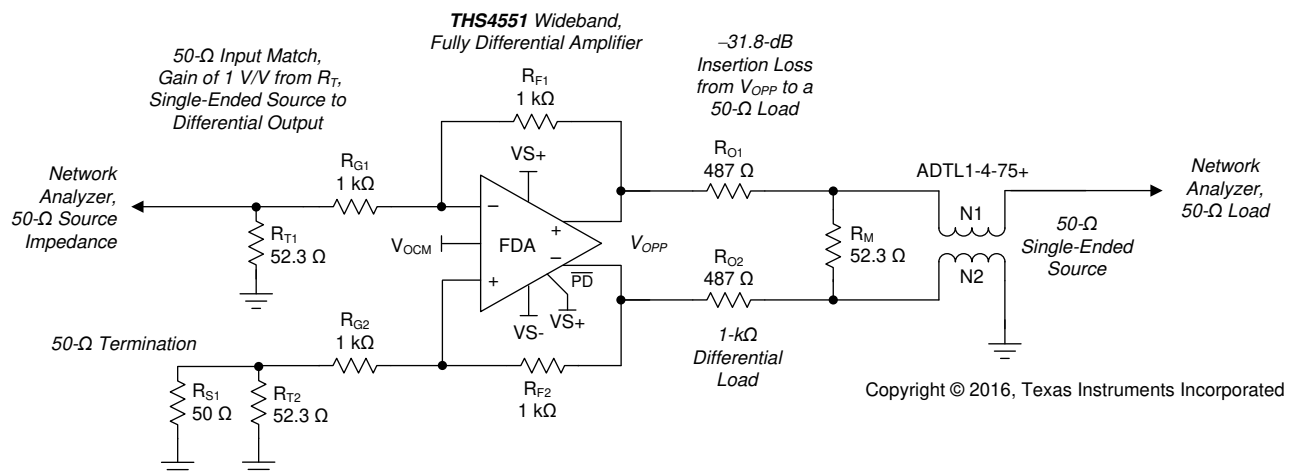 THS4551 Wideband,
Fully Differential Amplifier
50-Ω Input Match,
Gain of 1 V/V from RT,
Single-Ended Source to
Differential Output
–31.8-dB
Insertion Loss
from VOPP to a
50-Ω Load
RF1
1 kΩ
Network
Analyzer,
50-Ω Source
Impedance
RG1
1 kΩ
VS+
RO1
487 Ω
ADTL1-4-75+
Network
Analyzer,
50-Ω Load
RT1
52.3 Ω
VOCM
–
FDA
+
+
–
PD
VOPP
RM
52.3 Ω
N1
N2
50-Ω
Single-Ended
Source
RO2
487 Ω
VS-
VS+
50-Ω Termination
RG2
1 kΩ
RF2
1 kΩ
1-kΩ
Differential
Load
RS1
50 Ω
RT2
52.3 Ω
Copyright © 2016, Texas Instruments Incorporated